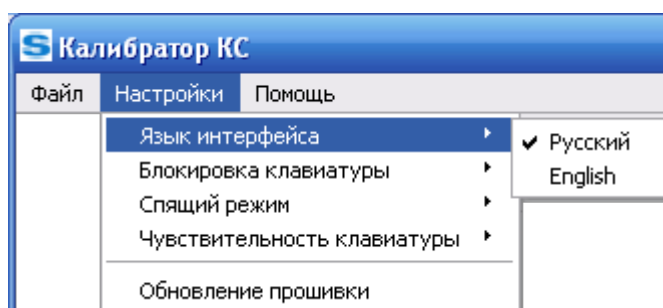 Калибратор КС
Файл Настройки Помощь
Язык интерфейса
Русский
Блокировка клавиатуры
English
Спящий режим
Чувствительность клавиатуры
Обновление прошивки